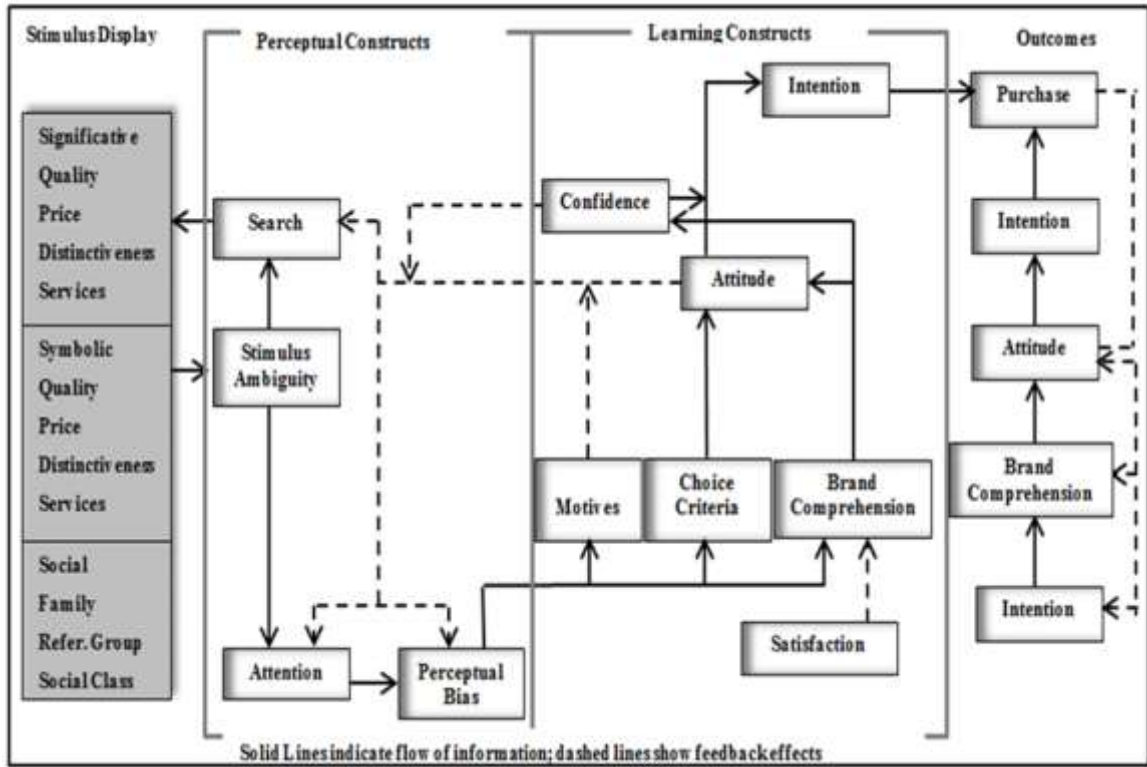 Stimulus Display
Perceptual Constructs
Learning Constructs
Outcomes
Significative
Quality
Price
Distinctiveness
Services
Symbolic
Quality
Price
Distinctiveness
Services
Social
Family
Refer. Group
Social Class
Search
Stimulus
Ambiguity
Attention
Perceptual
Bias
Intention
Confidence
Attitude
Motives
Choice
Criteria
Brand
Comprehension
Satisfaction
Purchase
Intention
Attitude
Brand
Comprehension
Intention
Solid Lines indicate flow of information; dashed lines show feedback effects